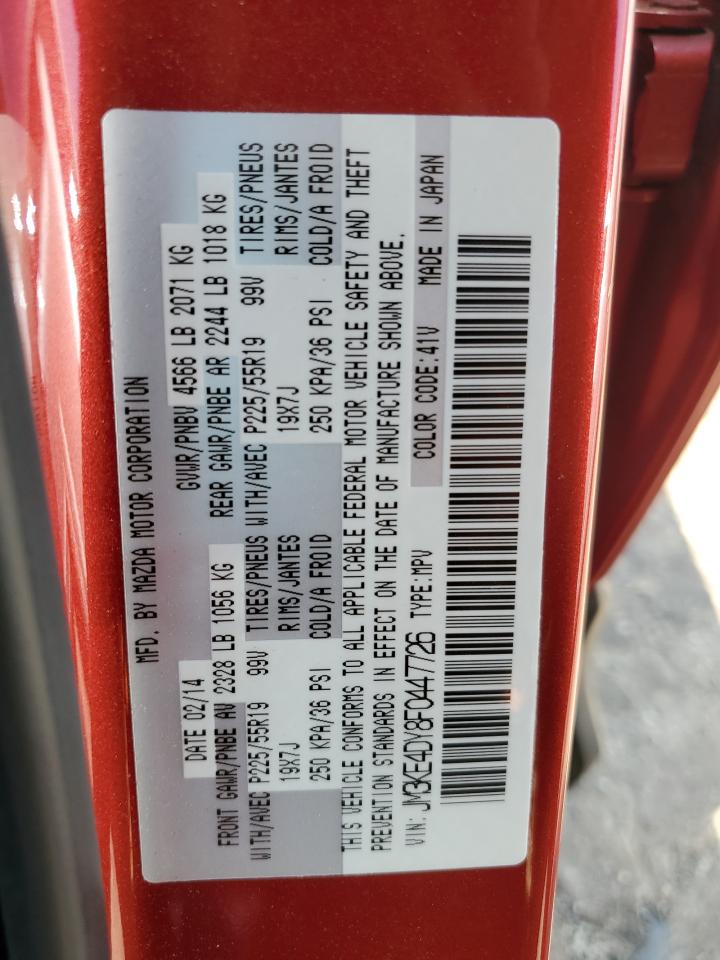 MFD. BY MAZDA MOTOR CORPORATION
DATE 02/14 GVWR/PNBV 4566 LB 2071 KG
FRONT GAWR/PNBE AV 2328 LB 1056 KG REAR GAWR/PNBE AR 2244 LB 1018 KG
WITH/AVEC P225/55R19 99V TIRES/PNEUS WITH/AVEC P225/55R19 99V TIRES/PNEUS
19X7J RIMS/JANTES 19X7J RIMS/JANTES
250 KPA/36 PSI COLD/A FROID 250 KPA/36 PSI COLD/A FROID
THIS VEHICLE CONFORMS TO ALL APPLICABLE FEDERAL MOTOR VEHICLE SAFETY AND THEFT
PREVENTION STANDARDS IN EFFECT ON THE DATE OF MANUFACTURE SHOWN ABOVE.
VIN: JM3KE4DY8F0447726 TYPE:MPV COLOR CODE:41V MADE IN JAPAN